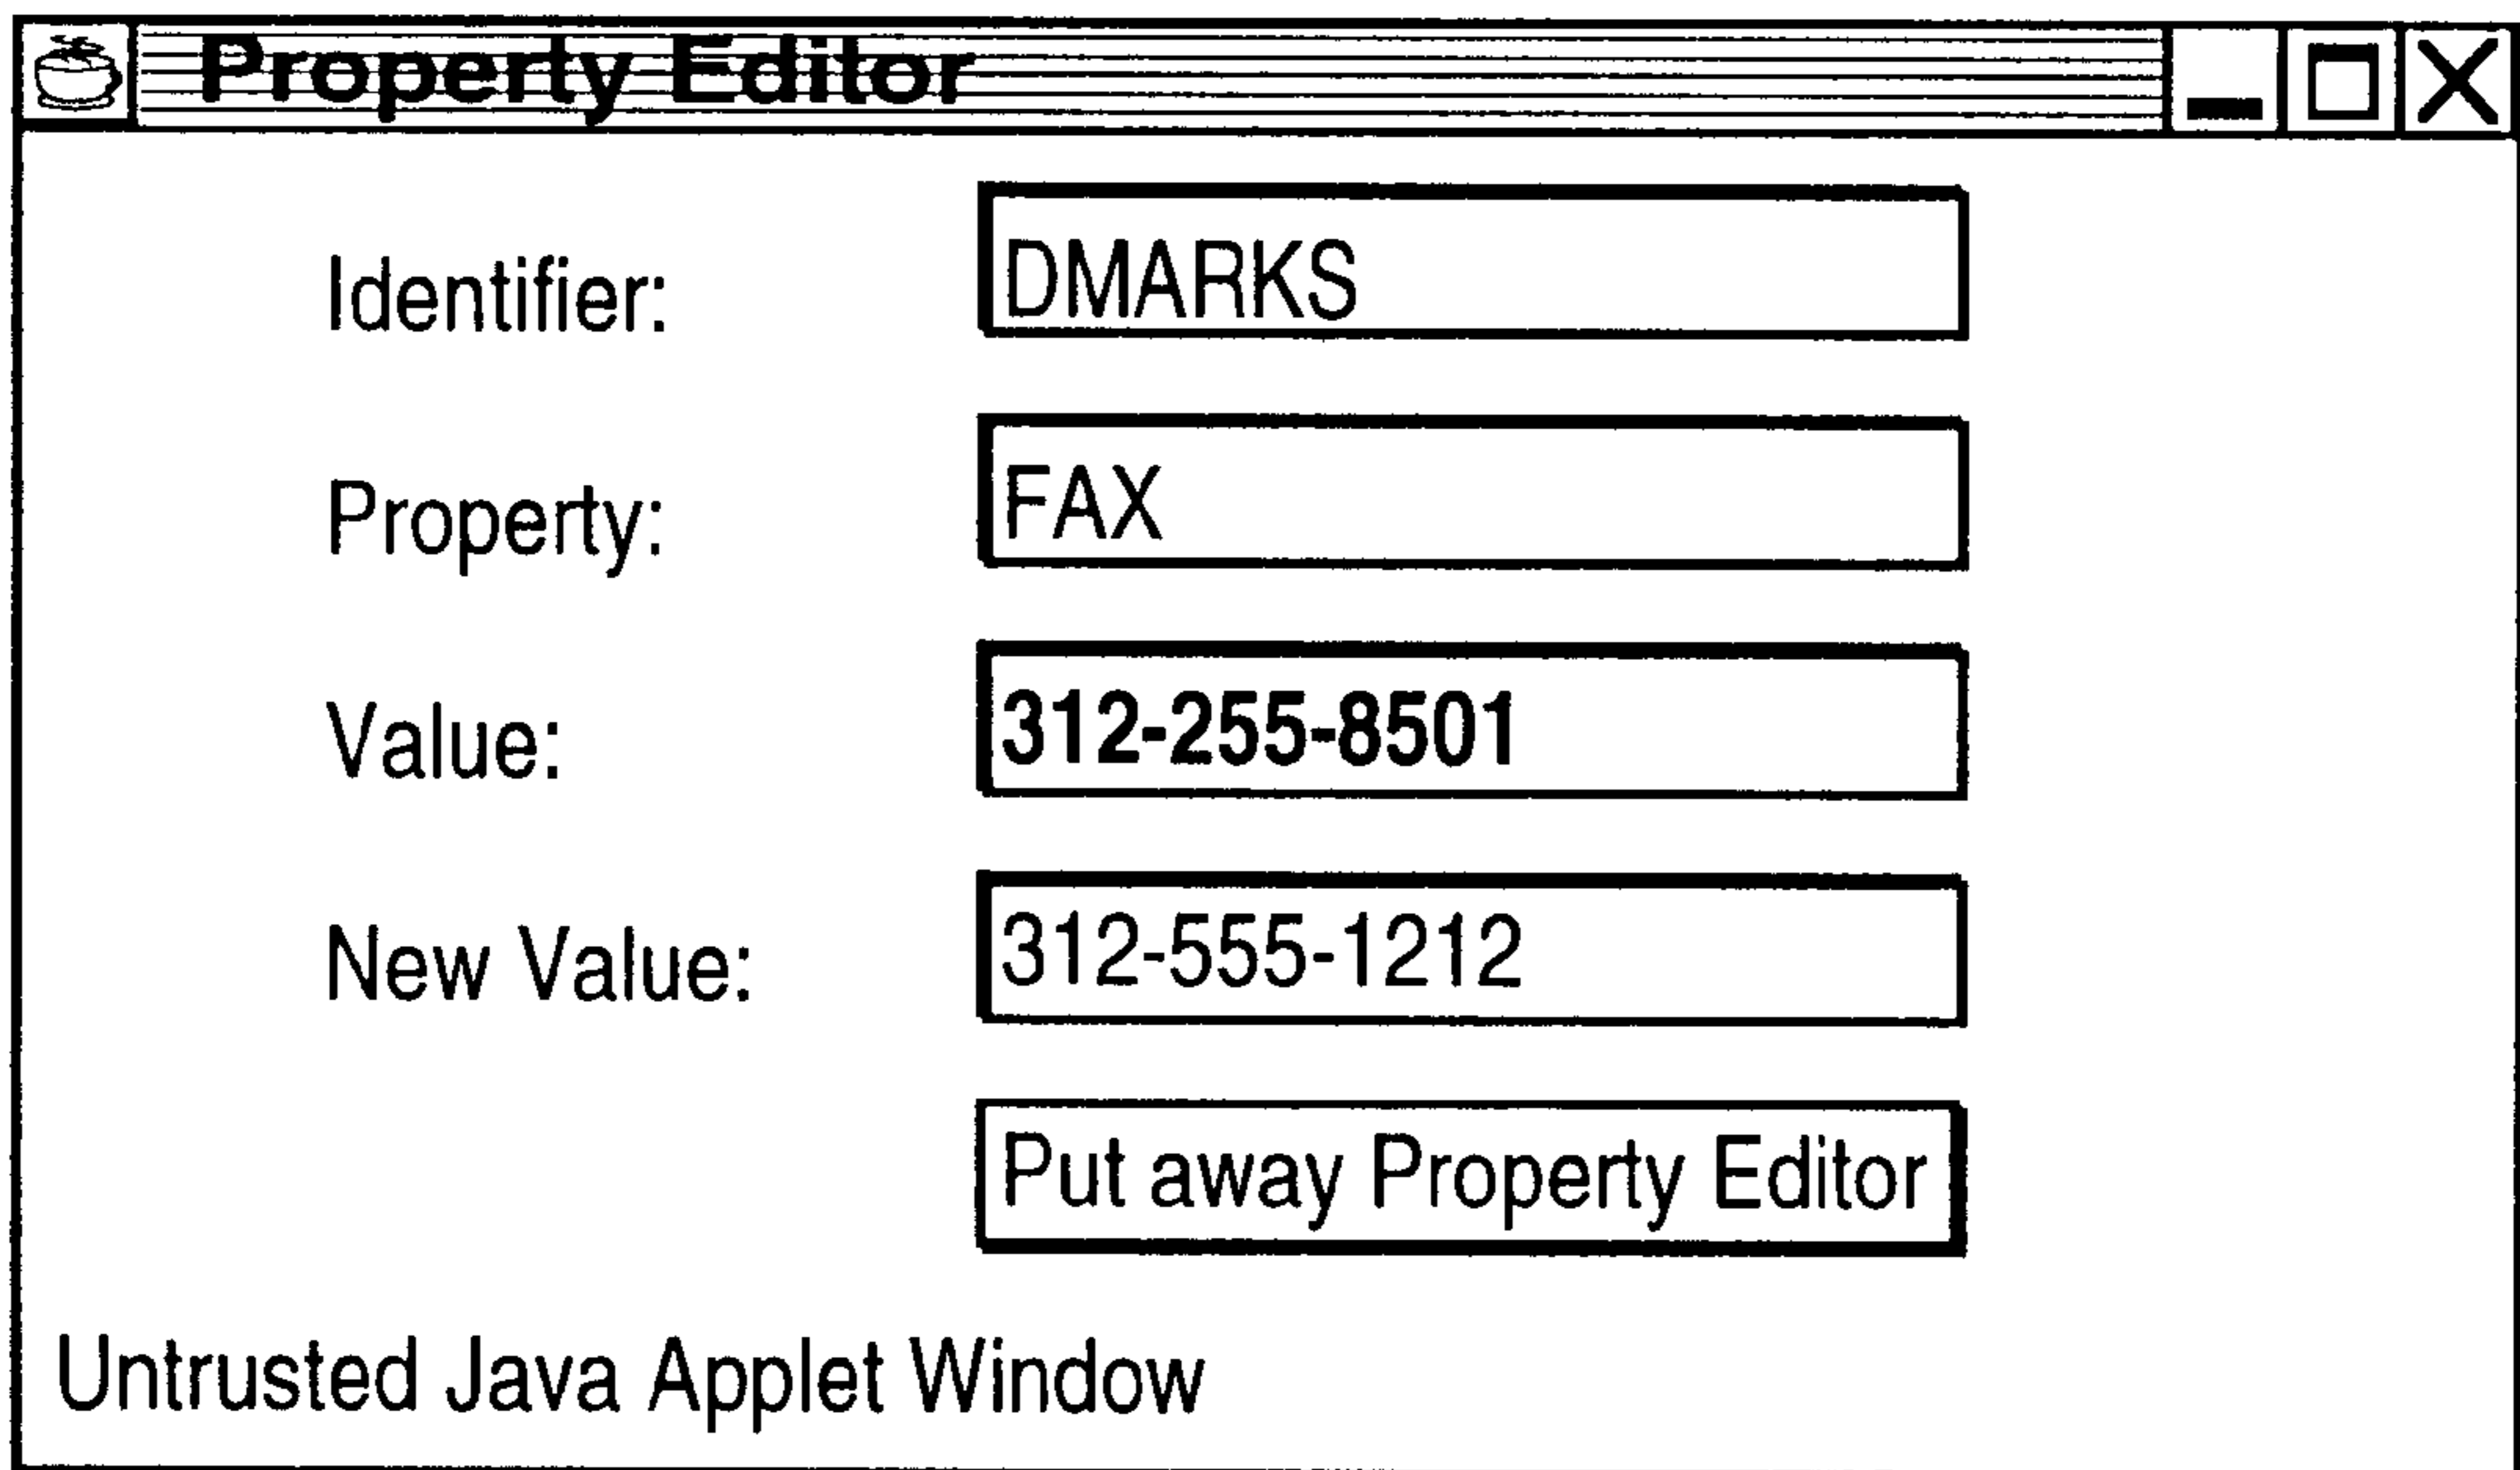 Property Editor
Identifier: DMARKS
Property: FAX
Value: 312-255-8501
New Value: 312-555-1212
Put away Property Editor
Untrusted Java Applet Window